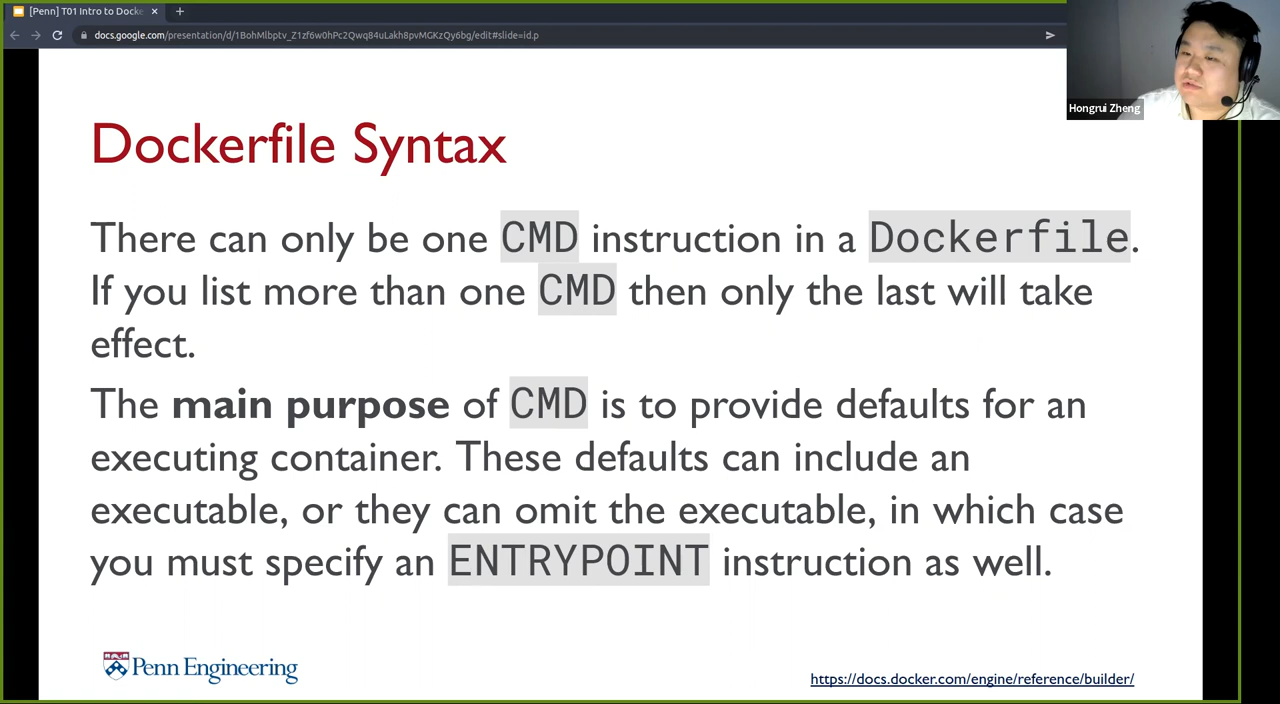 [Penn] T01 Intro to Docke
docs.google.com/presentation/d/1BohMlbptv_Z1zf6w0hPc2Qwq84uLakh8pvMGKzQy6bg/edit#slide=id.p
Hongrui Zheng
Dockerfile Syntax
There can only be one CMD instruction in a Dockerfile.
If you list more than one CMD then only the last will take
effect.
The main purpose of CMD is to provide defaults for an
executing container. These defaults can include an
executable, or they can omit the executable, in which case
you must specify an ENTRYPOINT instruction as well.
Penn Engineering
https://docs.docker.com/engine/reference/builder/